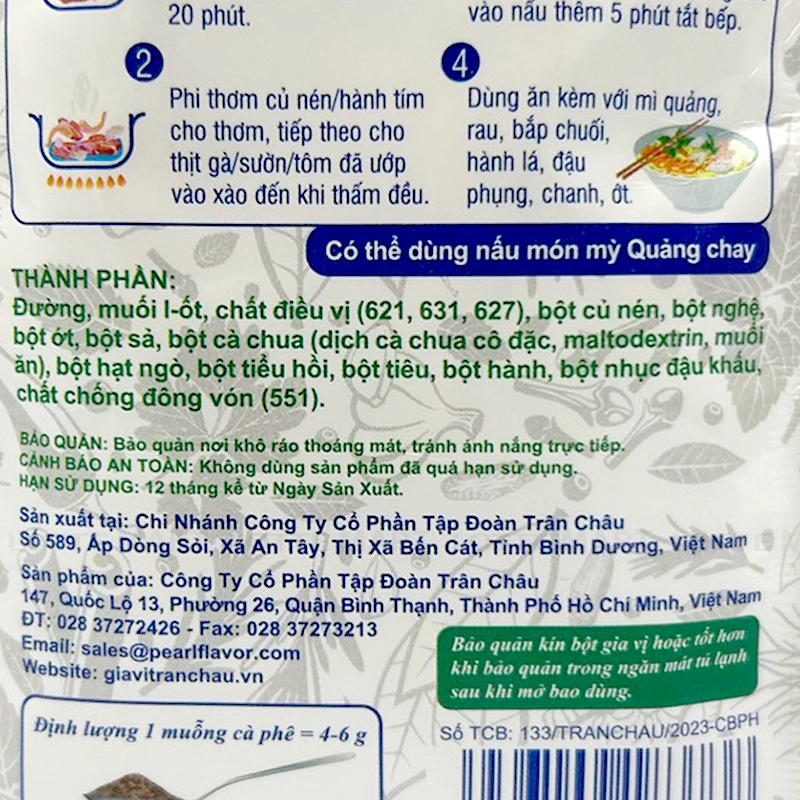 20 phút.
vào nấu thêm 5 phút tắt bếp.
2
Phi thơm củ nén/hành tím
cho thơm, tiếp theo cho
thịt gà/sườn/tôm đã ướp
vào xào đến khi thấm đều.
4
Dùng ăn kèm với mì quảng,
rau, bắp chuối,
hành lá, đậu
phụng, chanh, ớt.
Có thể dùng nấu món mỳ Quảng chay
THÀNH PHẦN:
Đường, muối I-ốt, chất điều vị (621, 631, 627), bột củ nén, bột nghệ,
bột ớt, bột sả, bột cà chua (dịch cà chua cô đặc, maltodextrin, muối
ăn), bột hạt ngò, bột tiểu hồi, bột tiêu, bột hành, bột nhục đậu khấu,
chất chống đông vón (551).
BẢO QUẢN: Bảo quản nơi khô ráo thoáng mát, tránh ánh nắng trực tiếp.
CẢNH BÁO AN TOÀN: Không dùng sản phẩm đã quá hạn sử dụng.
HẠN SỬ DỤNG: 12 tháng kể từ Ngày Sản Xuất.
Sản xuất tại: Chi Nhánh Công Ty Cổ Phần Tập Đoàn Trân Châu
Số 589, Ấp Dòng Sỏi, Xã An Tây, Thị Xã Bến Cát, Tỉnh Bình Dương, Việt Nam
Sản phẩm của: Công Ty Cổ Phần Tập Đoàn Trân Châu
147, Quốc Lộ 13, Phường 26, Quận Bình Thạnh, Thành Phố Hồ Chí Minh, Việt Nam
ĐT: 028 37272426 - Fax: 028 37273213
Email: sales@pearlflavor.com
Website: giavitranchau.vn
Bảo quản kín bột gia vị hoặc tốt hơn
khi bảo quản trong ngăn mát tủ lạnh
sau khi mở bao dùng.
Định lượng 1 muỗng cà phê = 4-6 g
Số TCB: 133/TRANCHAU/2023-CBPH